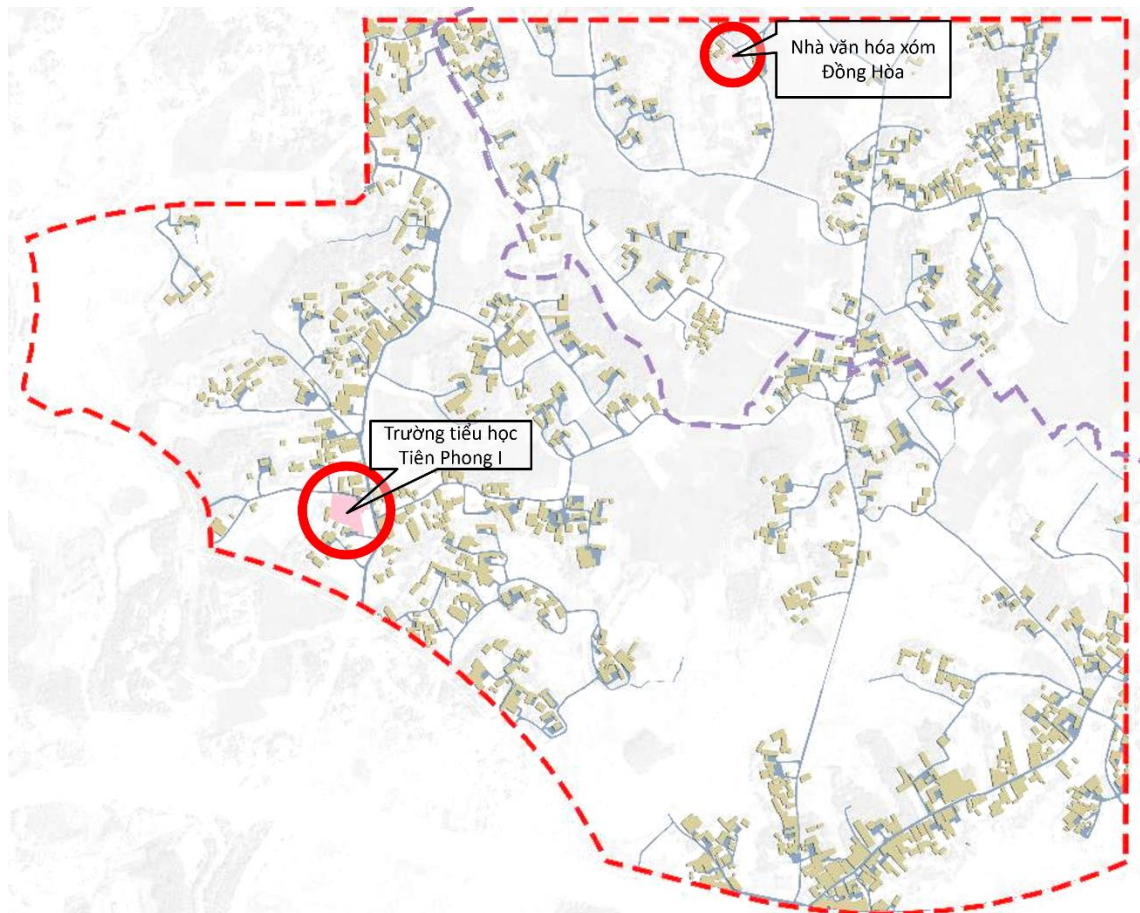 Nhà văn hóa xóm
Đồng Hòa
Trường tiểu học
Tiên Phong I